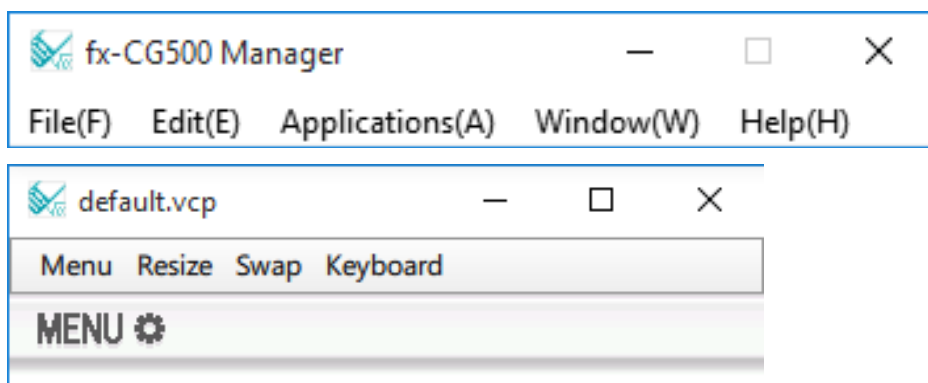 fx-CG500 Manager
File(F) Edit(E) Applications(A) Window(W) Help(H)
default.vcp
Menu Resize Swap Keyboard
MENU